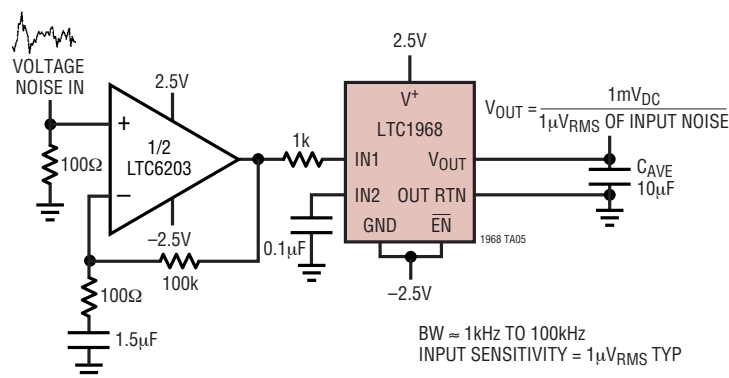 VOLTAGE
NOISE IN
100Ω
+
–
2.5V
1/2
LTC6203
–2.5V
100k
100Ω
1.5µF
1k
0.1µF
2.5V
V+
LTC1968
IN1
VOUT
IN2
OUT RTN
GND
EN
–2.5V
1968 TA05
VOUT = 1mVDC
1µVRMS OF INPUT NOISE
CAVE
10µF
BW ≈ 1kHz TO 100kHz
INPUT SENSITIVITY = 1µVRMS TYP